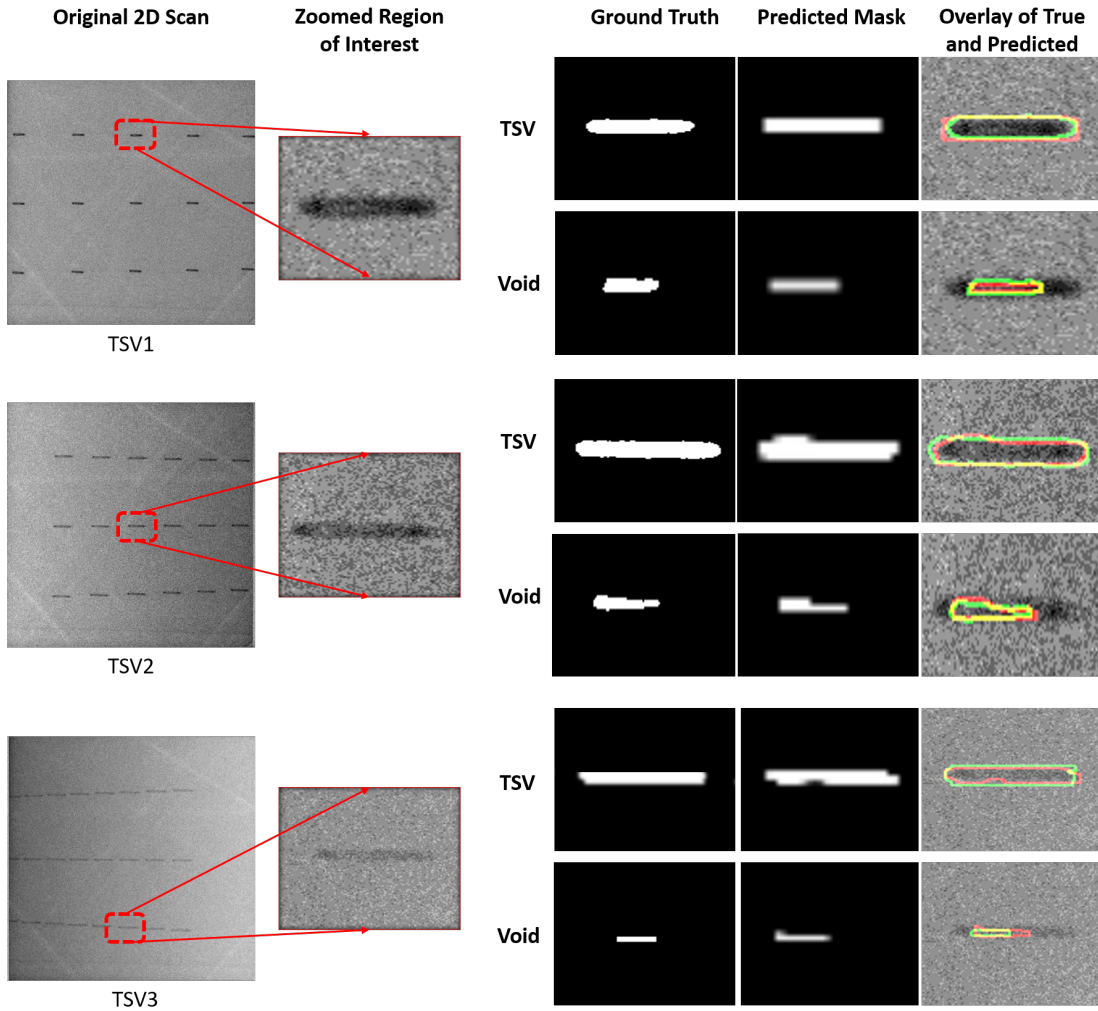 Original 2D Scan
Zoomed Region
of Interest
Ground Truth
Predicted Mask
Overlay of True
and Predicted
TSV
Void
TSV1
TSV
Void
TSV2
TSV
Void
TSV3